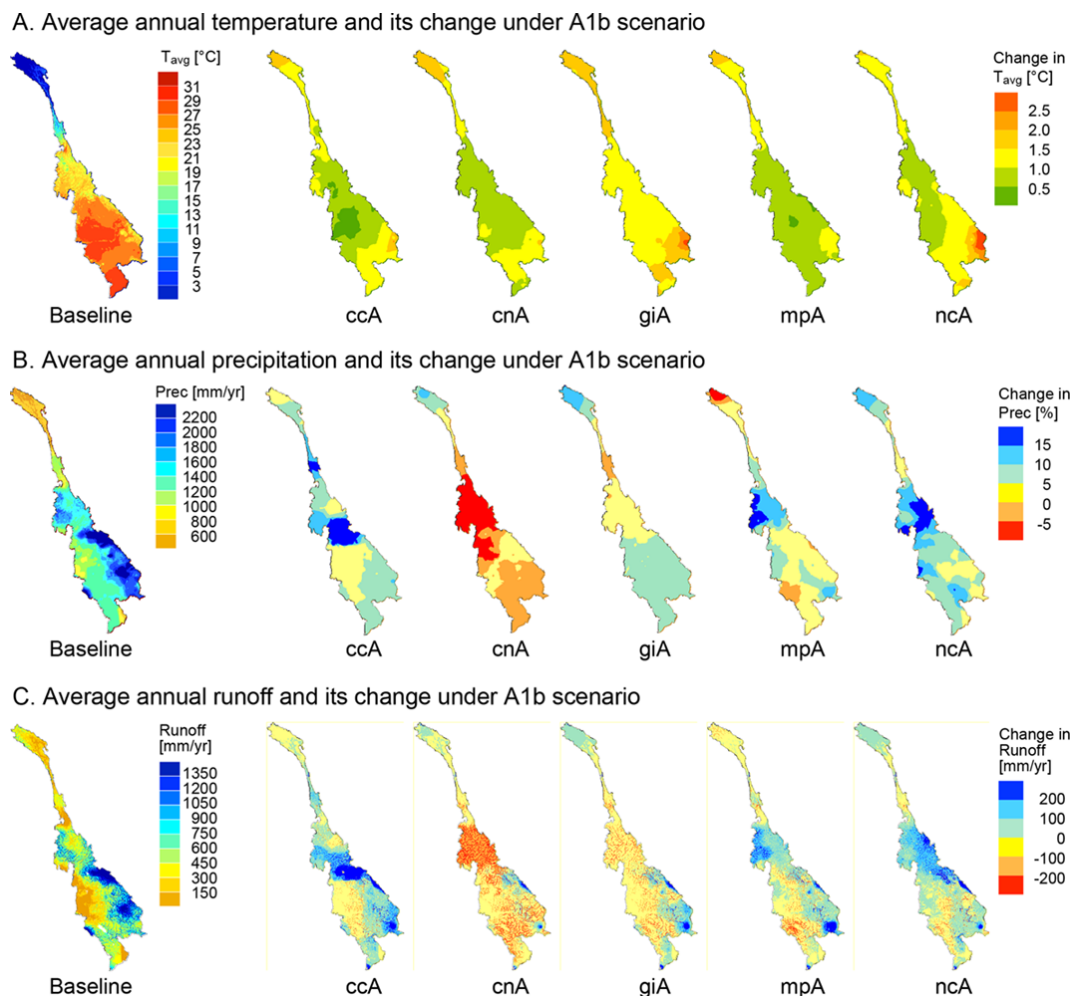 A. Average annual temperature and its change under A1b scenario
Tavg [°C]
31
29
27
25
23
21
19
17
15
13
11
9
7
5
3
Change in
Tavg [°C]
2.5
2.0
1.5
1.0
0.5
Baseline
ccA
cnA
giA
mpA
ncA
B. Average annual precipitation and its change under A1b scenario
Prec [mm/yr]
2200
2000
1800
1600
1400
1200
1000
800
600
Change in
Prec [%]
15
10
5
0
-5
Baseline
ccA
cnA
giA
mpA
ncA
C. Average annual runoff and its change under A1b scenario
Runoff
[mm/yr]
1350
1200
1050
900
750
600
450
300
150
Change in
Runoff
[mm/yr]
200
100
0
-100
-200
Baseline
ccA
cnA
giA
mpA
ncA